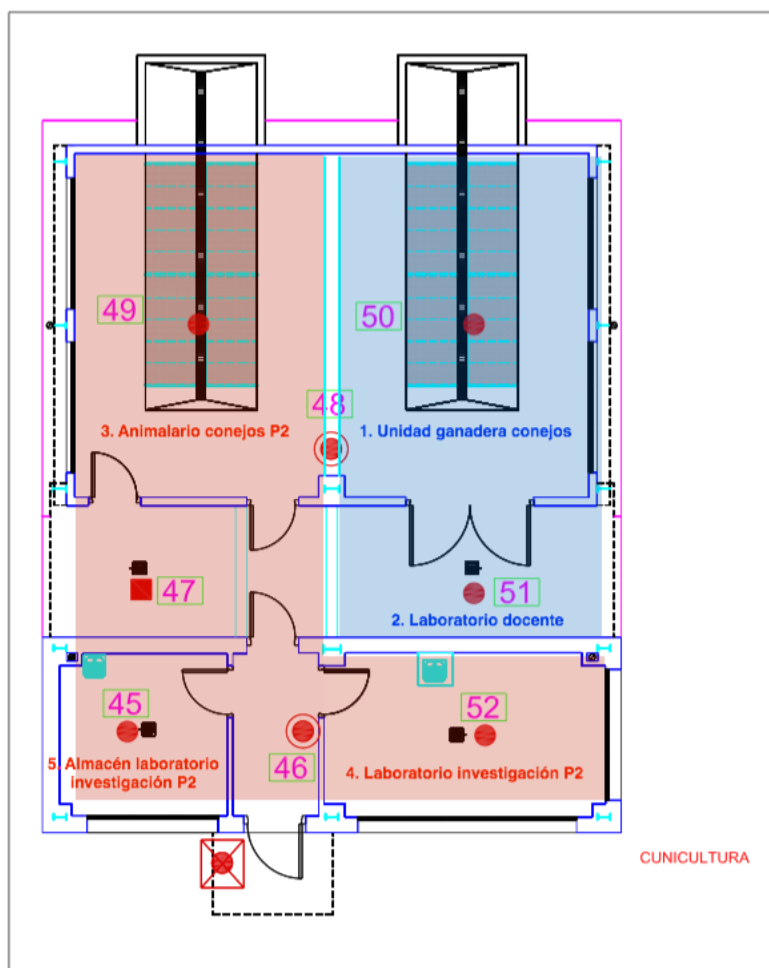 49
50
48
3. Animalario conejos P2
1. Unidad ganadera conejos
47
51
2. Laboratorio docente
45
52
46
5. Almacén laboratorio
investigación P2
4. Laboratorio investigación P2
CUNICULTURA